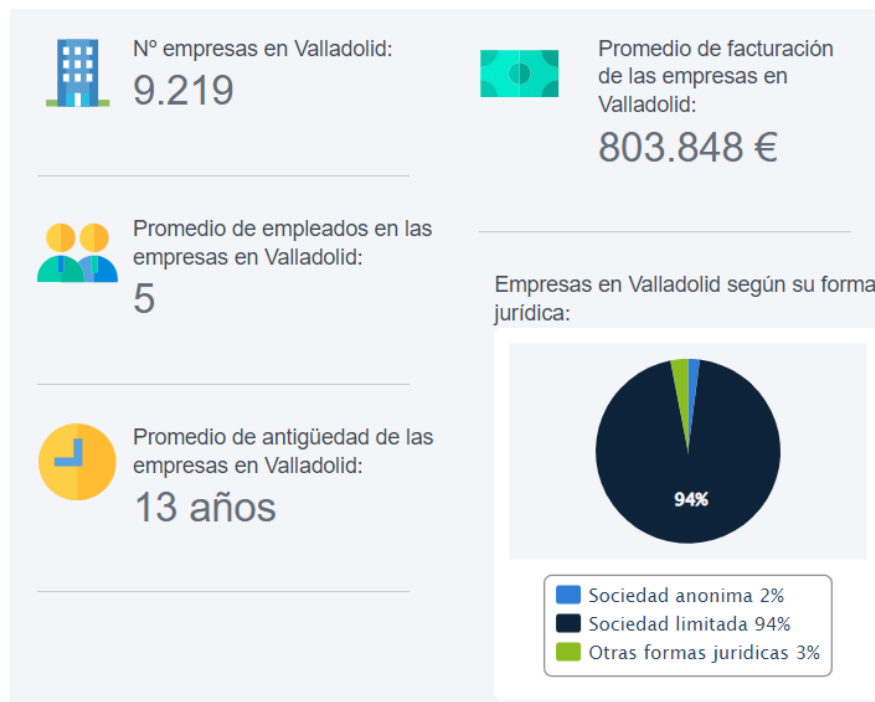 Nº empresas en Valladolid:
9.219
Promedio de empleados en las
empresas en Valladolid:
5
Promedio de antigüedad de las
empresas en Valladolid:
13 años
Promedio de facturación
de las empresas en
Valladolid:
803.848 €
Empresas en Valladolid según su forma
jurídica:
94%
Sociedad anonima 2%
Sociedad limitada 94%
Otras formas juridicas 3%